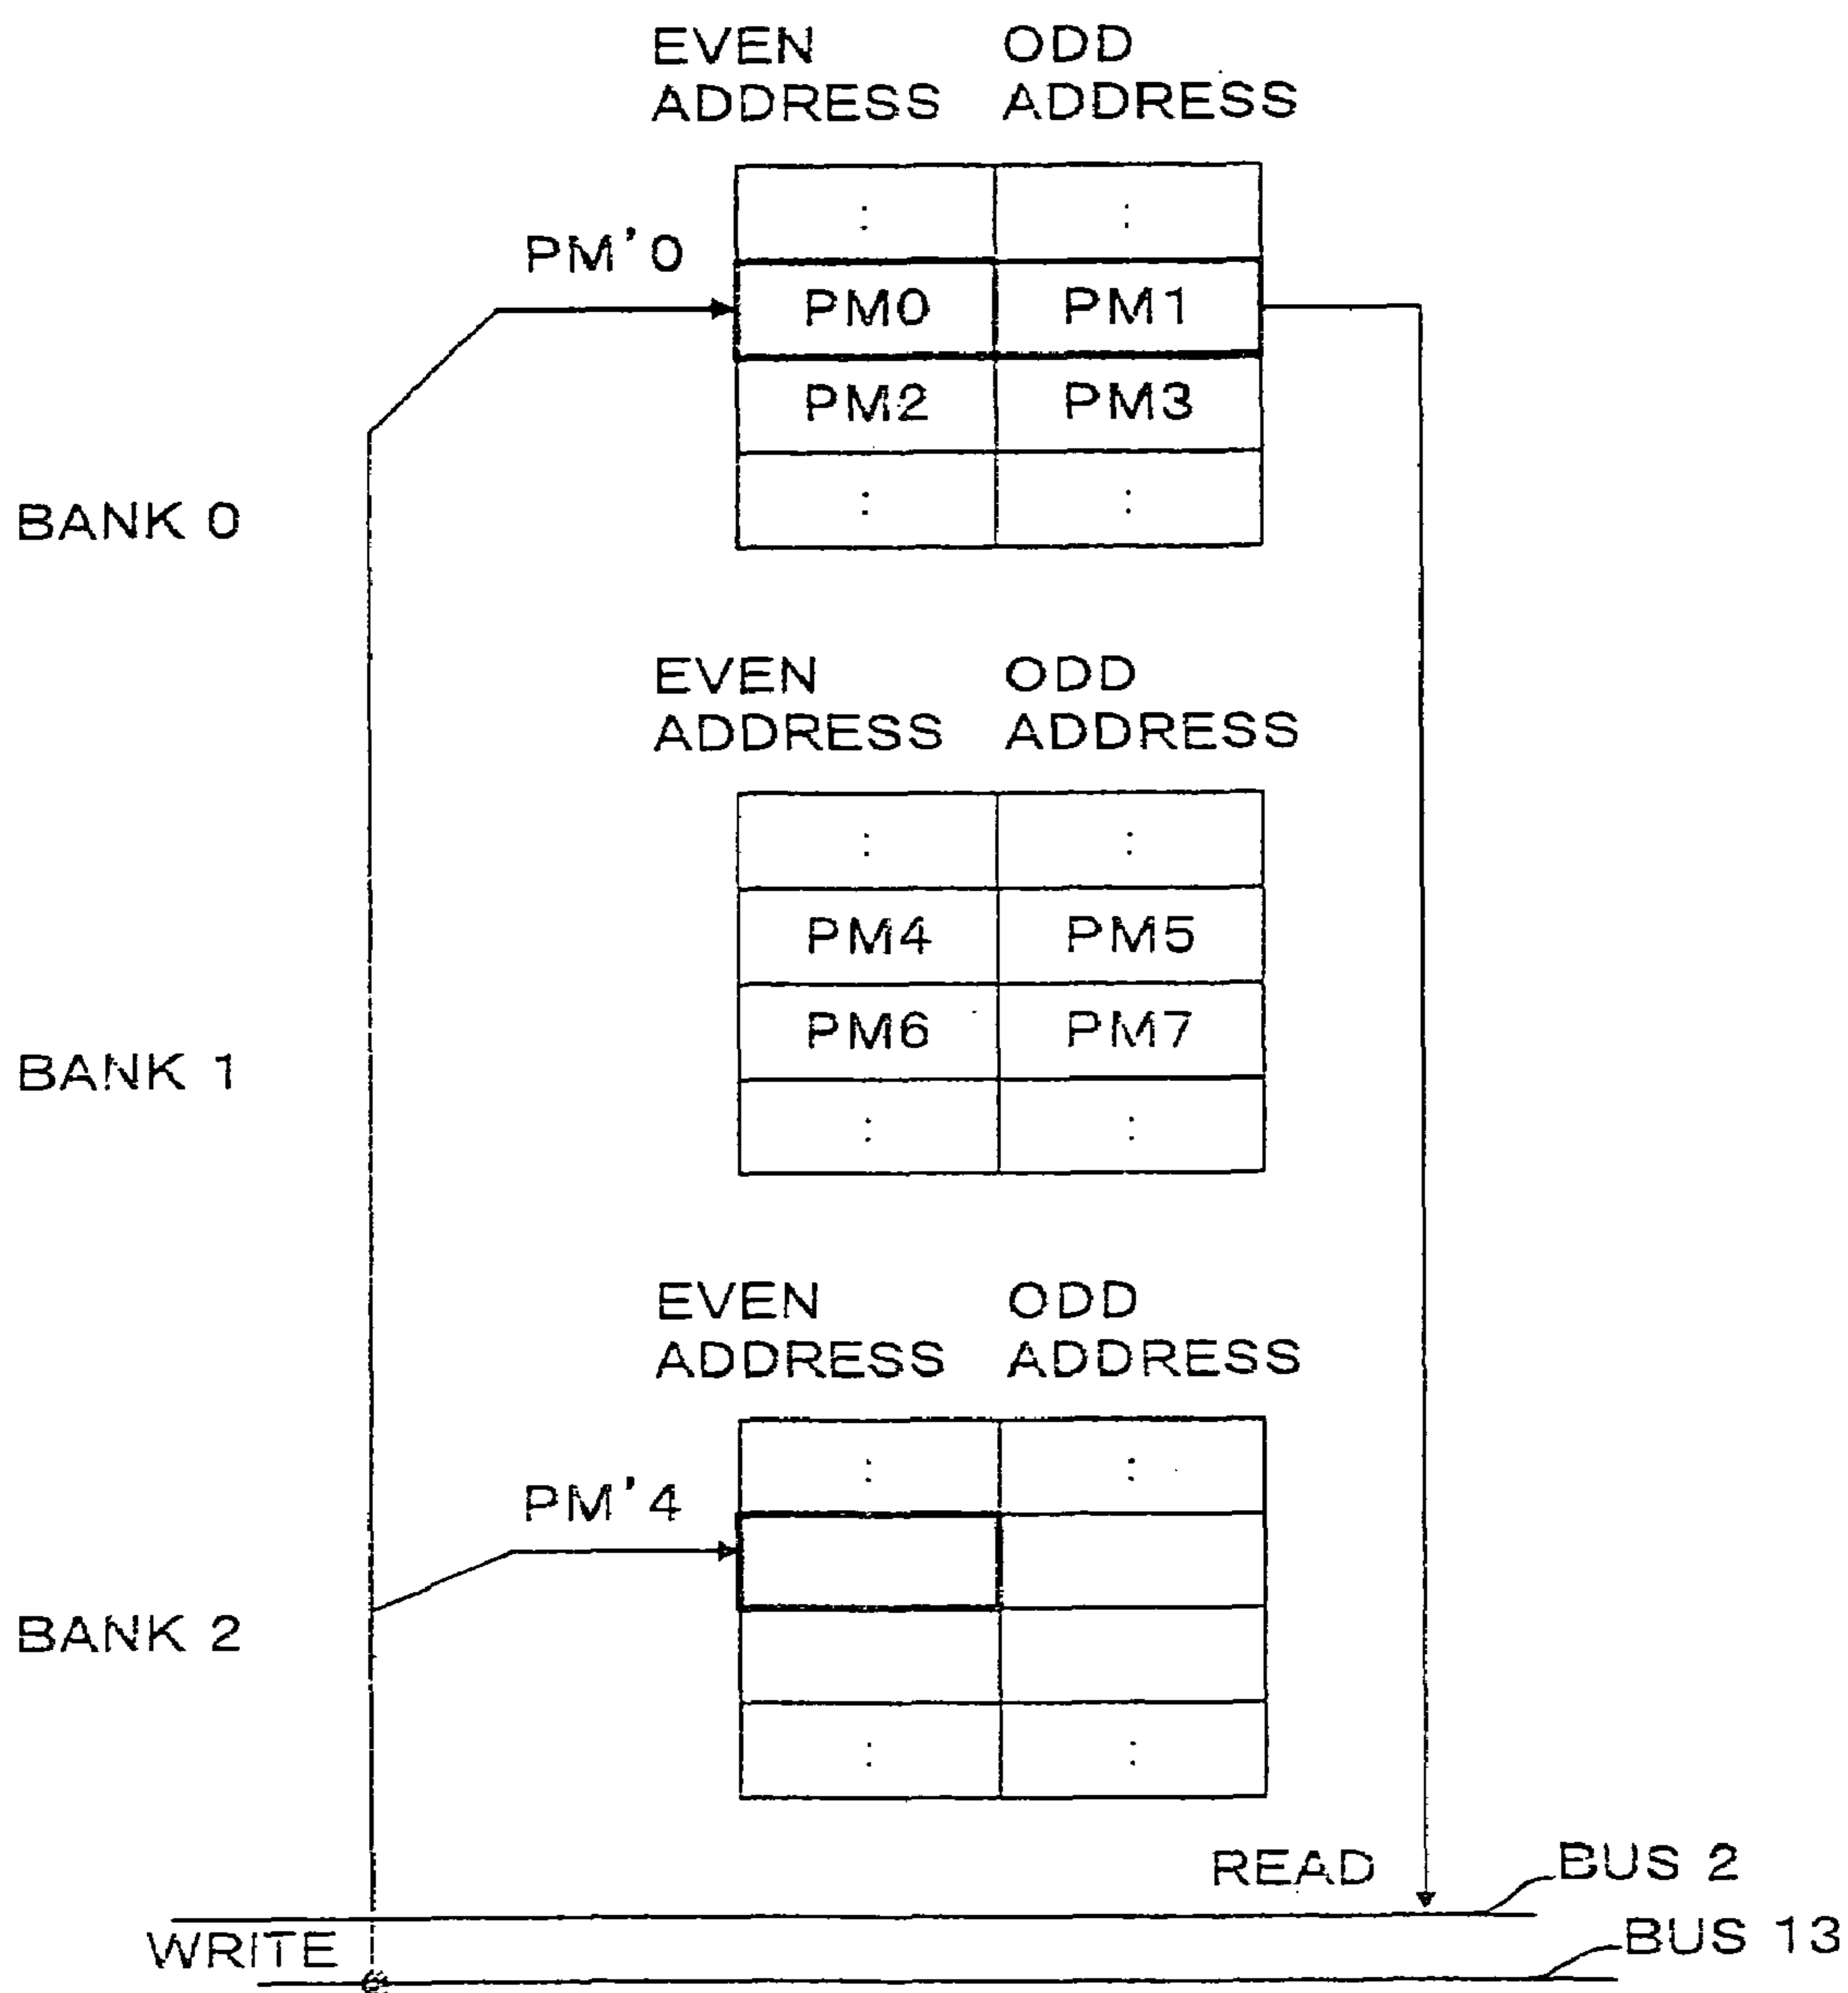 EVEN ODD
ADDRESS ADDRESS
: :
PM'0
PM0 PM1
PM2 PM3
: :
BANK 0
EVEN ODD
ADDRESS ADDRESS
: :
PM4 PM5
PM6 PM7
BANK 1
: :
EVEN ODD
ADDRESS ADDRESS
: :
PM'4
BANK 2
: :
READ BUS 2
WRITE BUS 13